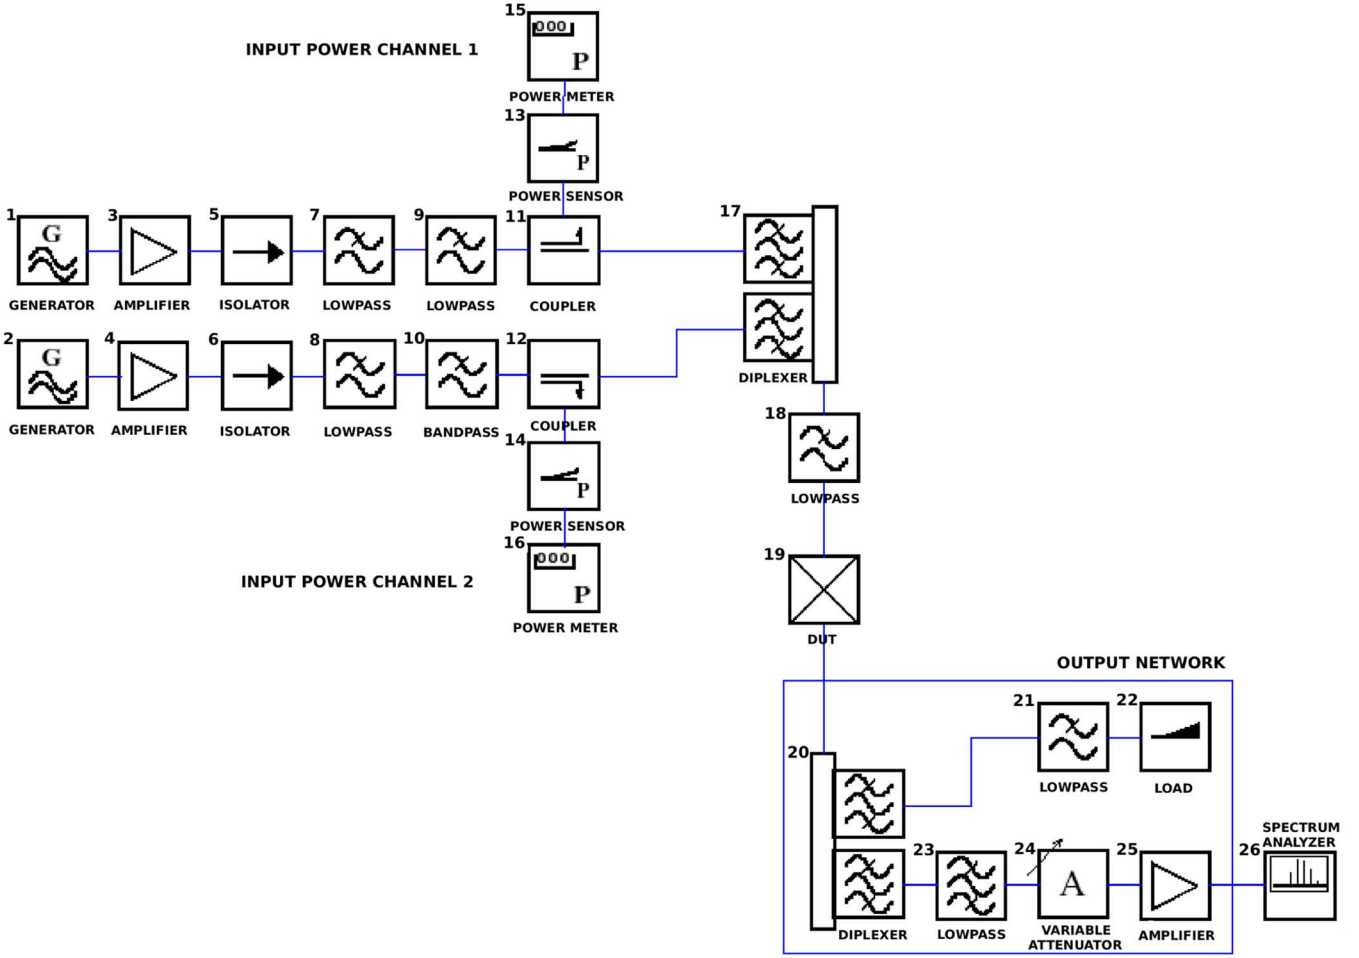 15
000
INPUT POWER CHANNEL 1
P
POWER METER
13
P
POWER SENSOR
1
3
5
7
9
11
17
G
GENERATOR
AMPLIFIER
ISOLATOR
LOWPASS
LOWPASS
COUPLER
2
4
6
8
10
12
G
DIPLEXER
GENERATOR
AMPLIFIER
ISOLATOR
LOWPASS
BANDPASS
COUPLER
18
14
P
LOWPASS
POWER SENSOR
16
000
19
INPUT POWER CHANNEL 2
P
POWER METER
DUT
OUTPUT NETWORK
21
22
20
LOWPASS
LOAD
SPECTRUM
ANALYZER
23
24
25
26
A
DIPLEXER
LOWPASS
VARIABLE
ATTENUATOR
AMPLIFIER